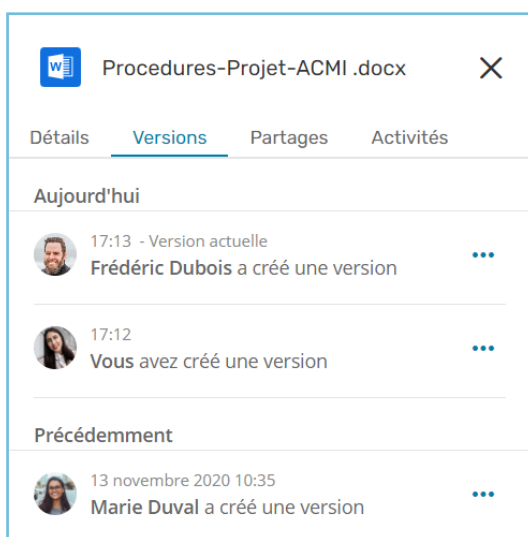 Procedures-Projet-ACMI .docx
Détails Versions Partages Activités
Aujourd'hui
17:13 - Version actuelle
Frédéric Dubois a créé une version
17:12
Vous avez créé une version
Précédemment
13 novembre 2020 10:35
Marie Duval a créé une version